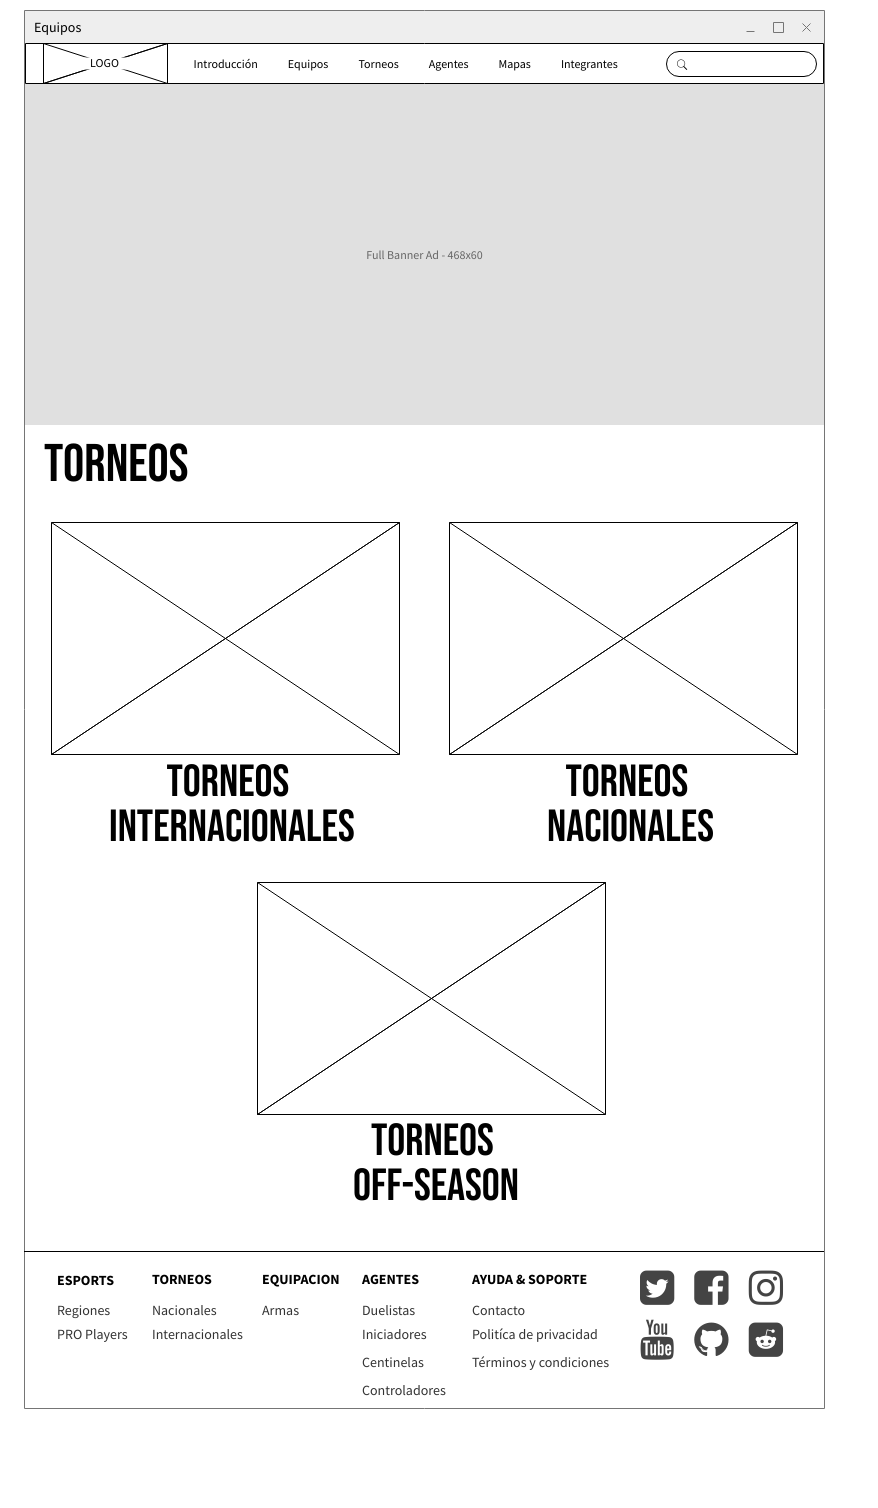 Equipos
LOGO
Introducción Equipos Torneos Agentes Mapas Integrantes
Full Banner Ad - 468x60
TORNEOS
TORNEOS
INTERNACIONALES
TORNEOS
NACIONALES
TORNEOS
OFF-SEASON
ESPORTS
Regiones
PRO Players
TORNEOS
Nacionales
Internacionales
EQUIPACION
Armas
AGENTES
Duelistas
Iniciadores
Centinelas
Controladores
AYUDA & SOPORTE
Contacto
Politíca de privacidad
Términos y condiciones
You
Tube